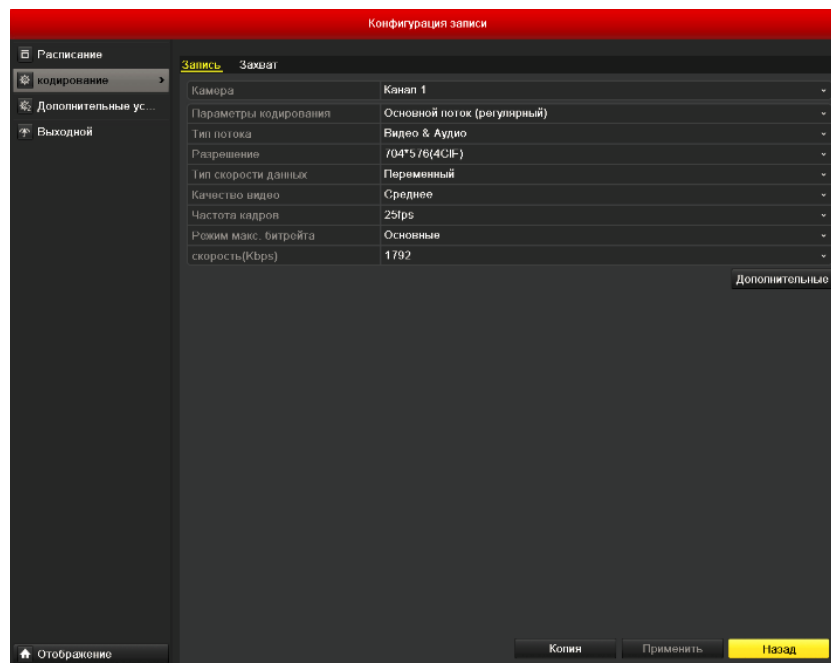 Конфигурация записи
Расписание
кодирование
Дополнительные ус...
Выходной
Запись Захват
Камера Канал 1
Параметры кодирования Основной поток (регулярный)
Тип потока Видео & Аудио
Разрешение 704*576(4CIF)
Тип скорости данных Переменный
Качество видео Среднее
Частота кадров 25fps
Режим макс. битрейта Основные
скорость(Kbps) 1792
Дополнительные
Отображение
Копия Применить Назад